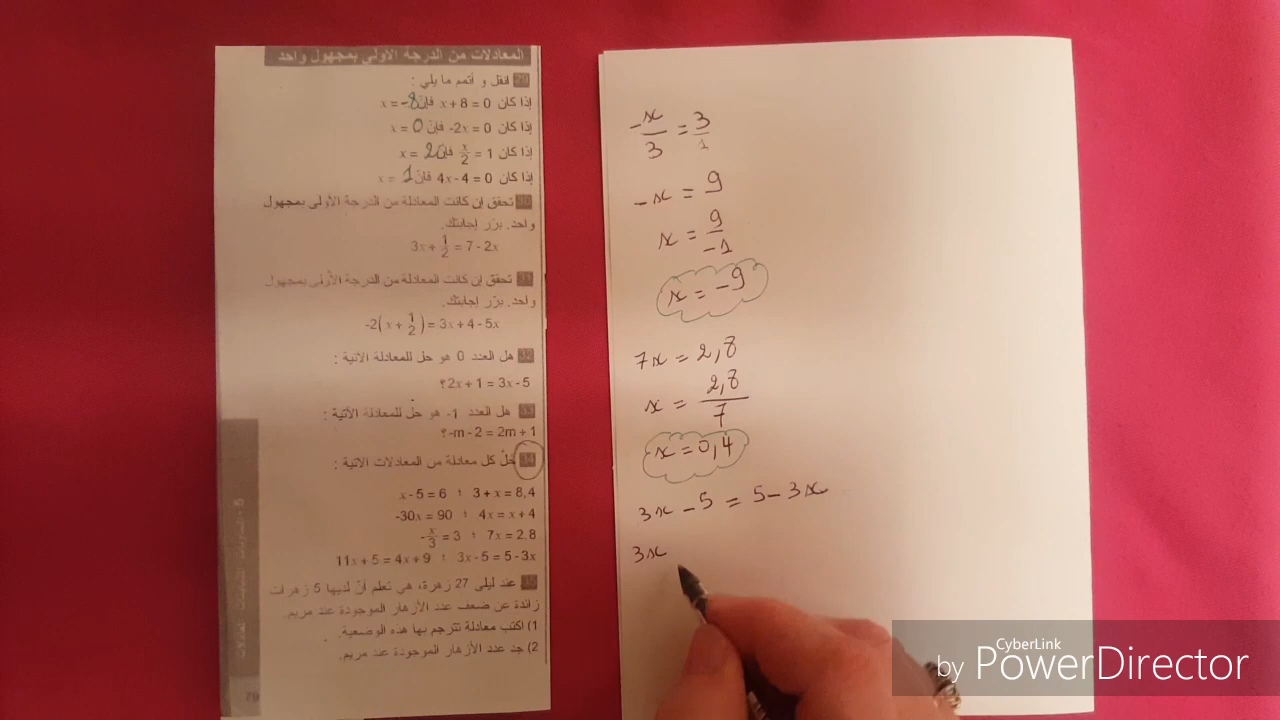 المعادلات من الدرجة الأولى بمجهول واحد
29 انقل و أتمم ما يلي :
إذا كان x + 8 = 0 فإن x = -8
إذا كان -2x = 0 فإن x = 0
إذا كان x/2 = 1 فإن x = 2
إذا كان 4x - 4 = 0 فإن x = 1
30 تحقق إن كانت المعادلة من الدرجة الأولى بمجهول
واحد. برّر إجابتك.
3x + 1/2 = 7 - 2x
31 تحقق إن كانت المعادلة من الدرجة الأولى بمجهول
واحد. برّر إجابتك.
-2(x + 1/2) = 3x + 4 - 5x
32 هل العدد 0 هو حل للمعادلة الآتية :
2x + 1 = 3x - 5؟
33 هل العدد -1 هو حلّ للمعادلة الآتية :
-m - 2 = 2m + 1؟
34 حلّ كل معادلة من المعادلات الآتية :
x - 5 = 6 ؛ 3 + x = 8,4
-30x = 90 ؛ 4x = x + 4
-x/3 = 3 ؛ 7x = 2,8
11x + 5 = 4x + 9 ؛ 3x - 5 = 5 - 3x
35 عند ليلى 27 زهرة، هي تعلم أنّ لديها 5 زهرات
زائدة عن ضعف عدد الأزهار الموجودة عند مريم.
1) اكتب معادلة تترجم بها هذه الوضعية.
2) جد عدد الأزهار الموجودة عند مريم.
79
-x/3 = 3/1
-x = 9
x = 9/-1
x = -9
7x = 2,8
x = 2,8/7
x = 0,4
3x - 5 = 5 - 3x
3x
CyberLink
by PowerDirector